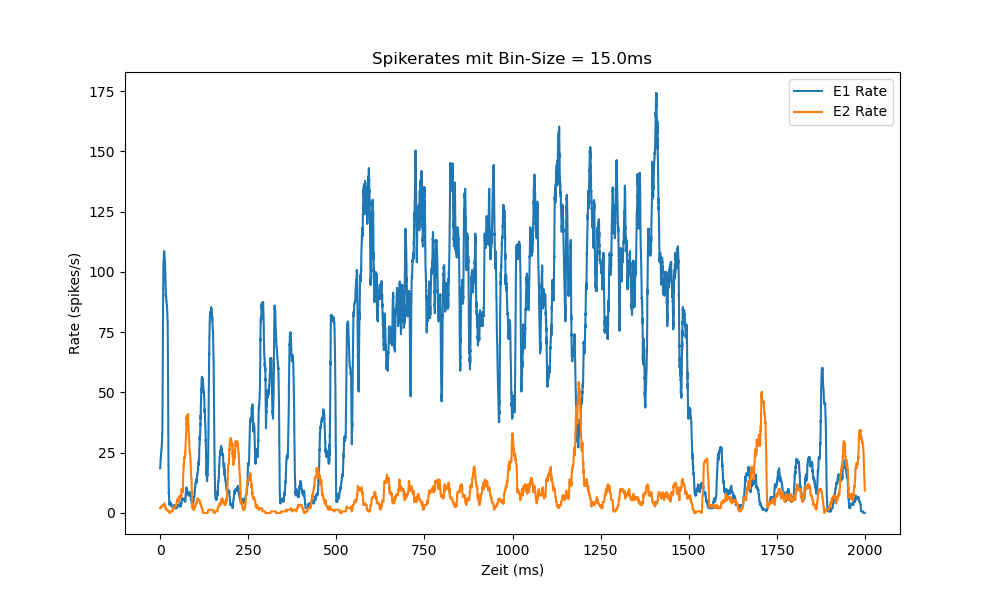 Spikerates mit Bin-Size = 15.0ms
E1 Rate
E2 Rate
Rate (spikes/s)
175
150
125
100
75
50
25
0
0 250 500 750 1000 1250 1500 1750 2000
Zeit (ms)